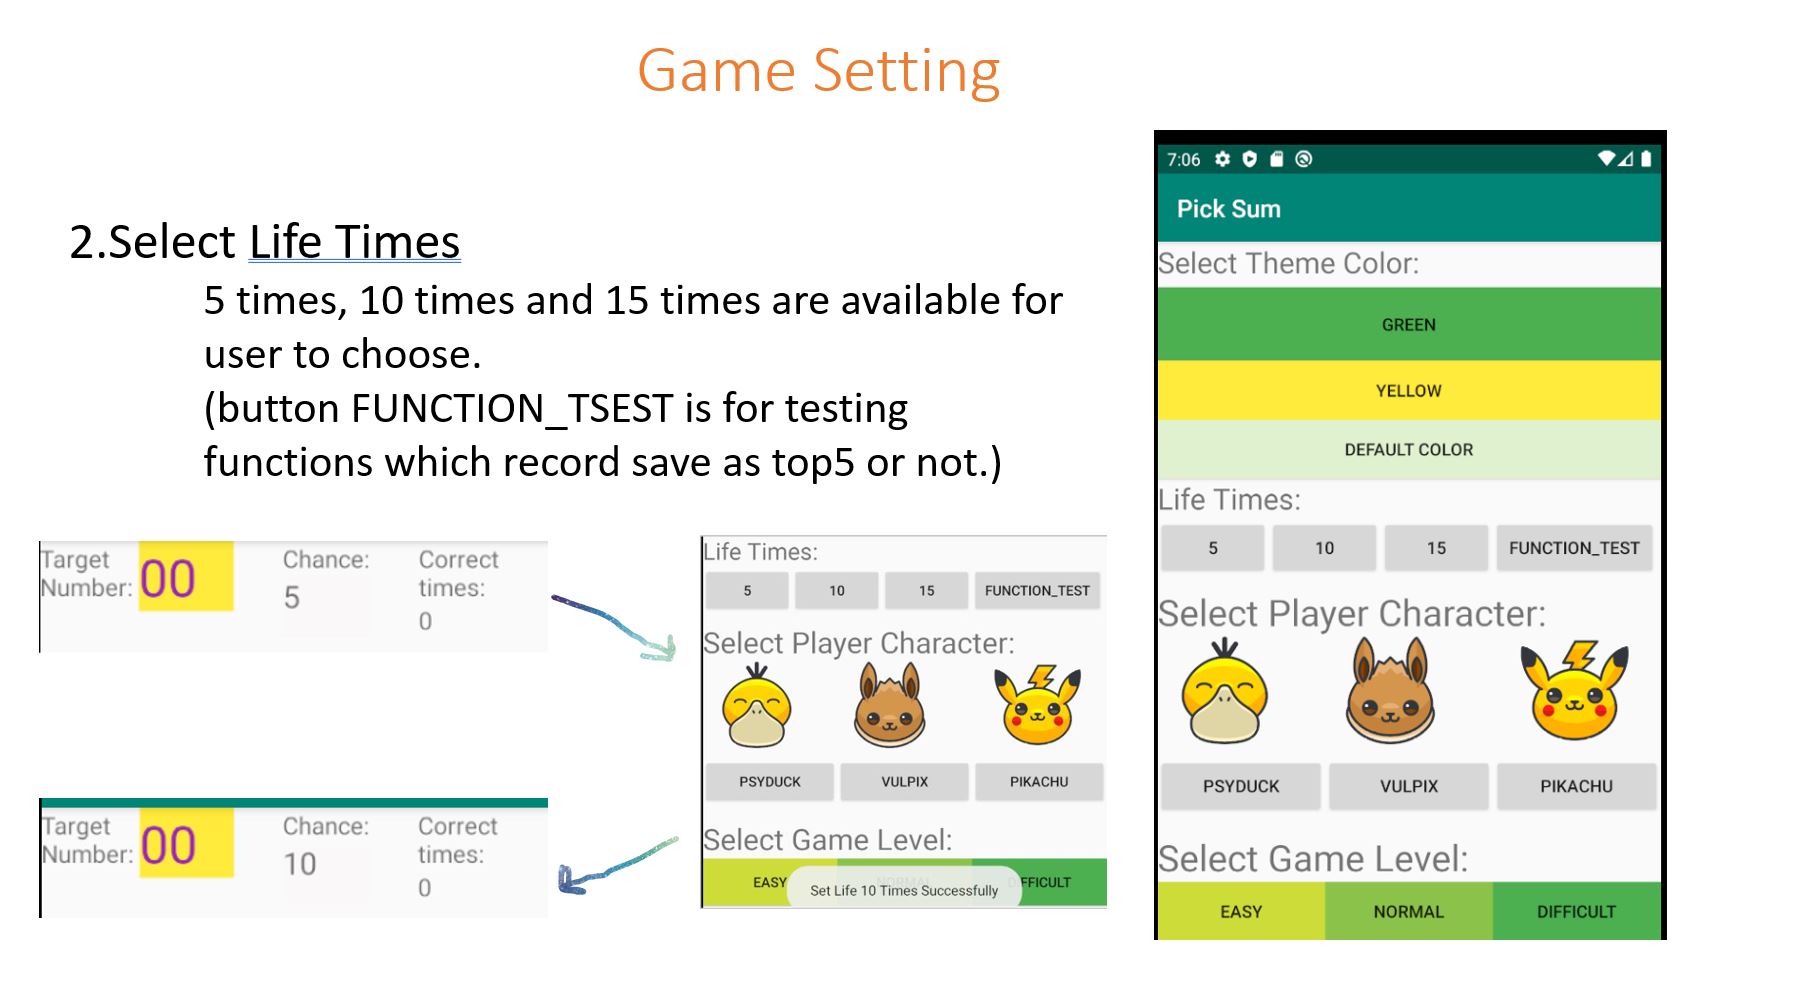 Game Setting
2.Select Life Times
5 times, 10 times and 15 times are available for
user to choose.
(button FUNCTION_TSEST is for testing
functions which record save as top5 or not.)
Target
Number:
00
Chance:
5
Correct
times:
0
Life Times:
5
10
15
FUNCTION_TEST
Select Player Character:
PSYDUCK
VULPIX
PIKACHU
Select Game Level:
EASY
Set Life 10 Times Successfully
Target
Number:
00
Chance:
10
Correct
times:
0
7:06
Pick Sum
Select Theme Color:
GREEN
YELLOW
DEFAULT COLOR
Life Times:
5
10
15
FUNCTION_TEST
Select Player Character:
PSYDUCK
VULPIX
PIKACHU
Select Game Level:
EASY
NORMAL
DIFFICULT